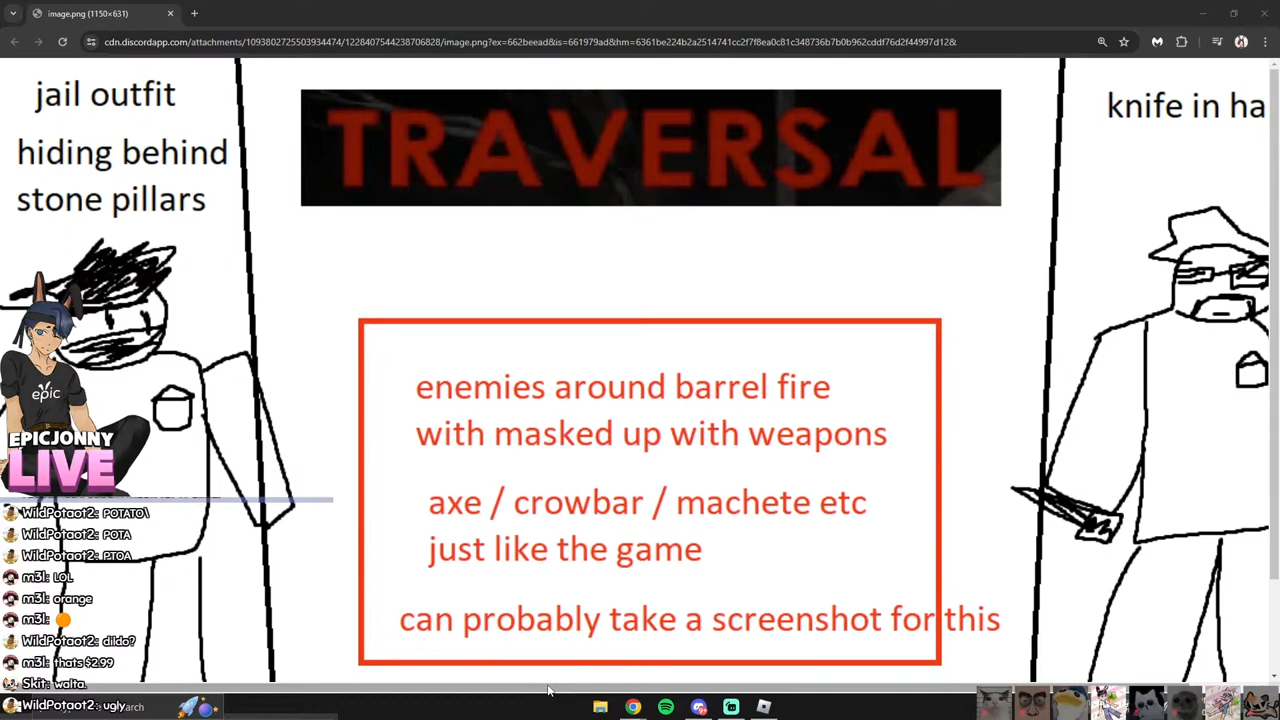 image.png (1150×631)
cdn.discordapp.com/attachments/1093802725503934474/1228407544238706828/image.png?ex=662beead&is=661979ad&hm=6361be224b2a2514741cc2f7f8ea0c81c348736b7b0b962cddf76d2f44997d12&
jail outfit
hiding behind
stone pillars
TRAVERSAL
knife in ha
enemies around barrel fire
with masked up with weapons
axe / crowbar / machete etc
just like the game
can probably take a screenshot for this
epic
EPICJONNY
LIVE
WildPotaot2: POTATO\
WildPotaot2: POTA
WildPotaot2: PTOA
m3l: LOL
m3l: orange
m3l:
WildPotaot2: dildo?
m3l: thats $2.99
Skit: walta.
WildPotaot2: ugly
arch